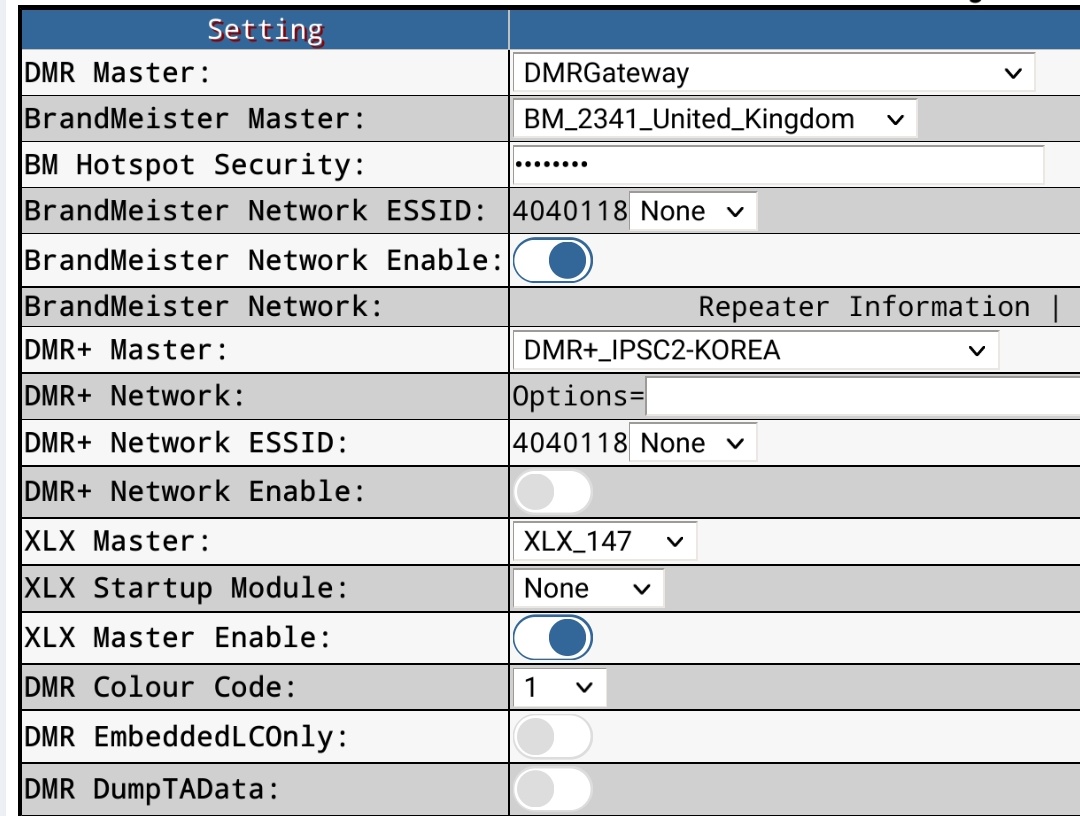 Setting
DMR Master: DMRGateway
BrandMeister Master: BM_2341_United_Kingdom
BM Hotspot Security: ••••••••
BrandMeister Network ESSID: 4040118 None
BrandMeister Network Enable:
BrandMeister Network: Repeater Information |
DMR+ Master: DMR+_IPSC2-KOREA
DMR+ Network: Options=
DMR+ Network ESSID: 4040118 None
DMR+ Network Enable:
XLX Master: XLX_147
XLX Startup Module: None
XLX Master Enable:
DMR Colour Code: 1
DMR EmbeddedLCOnly:
DMR DumpTAData: